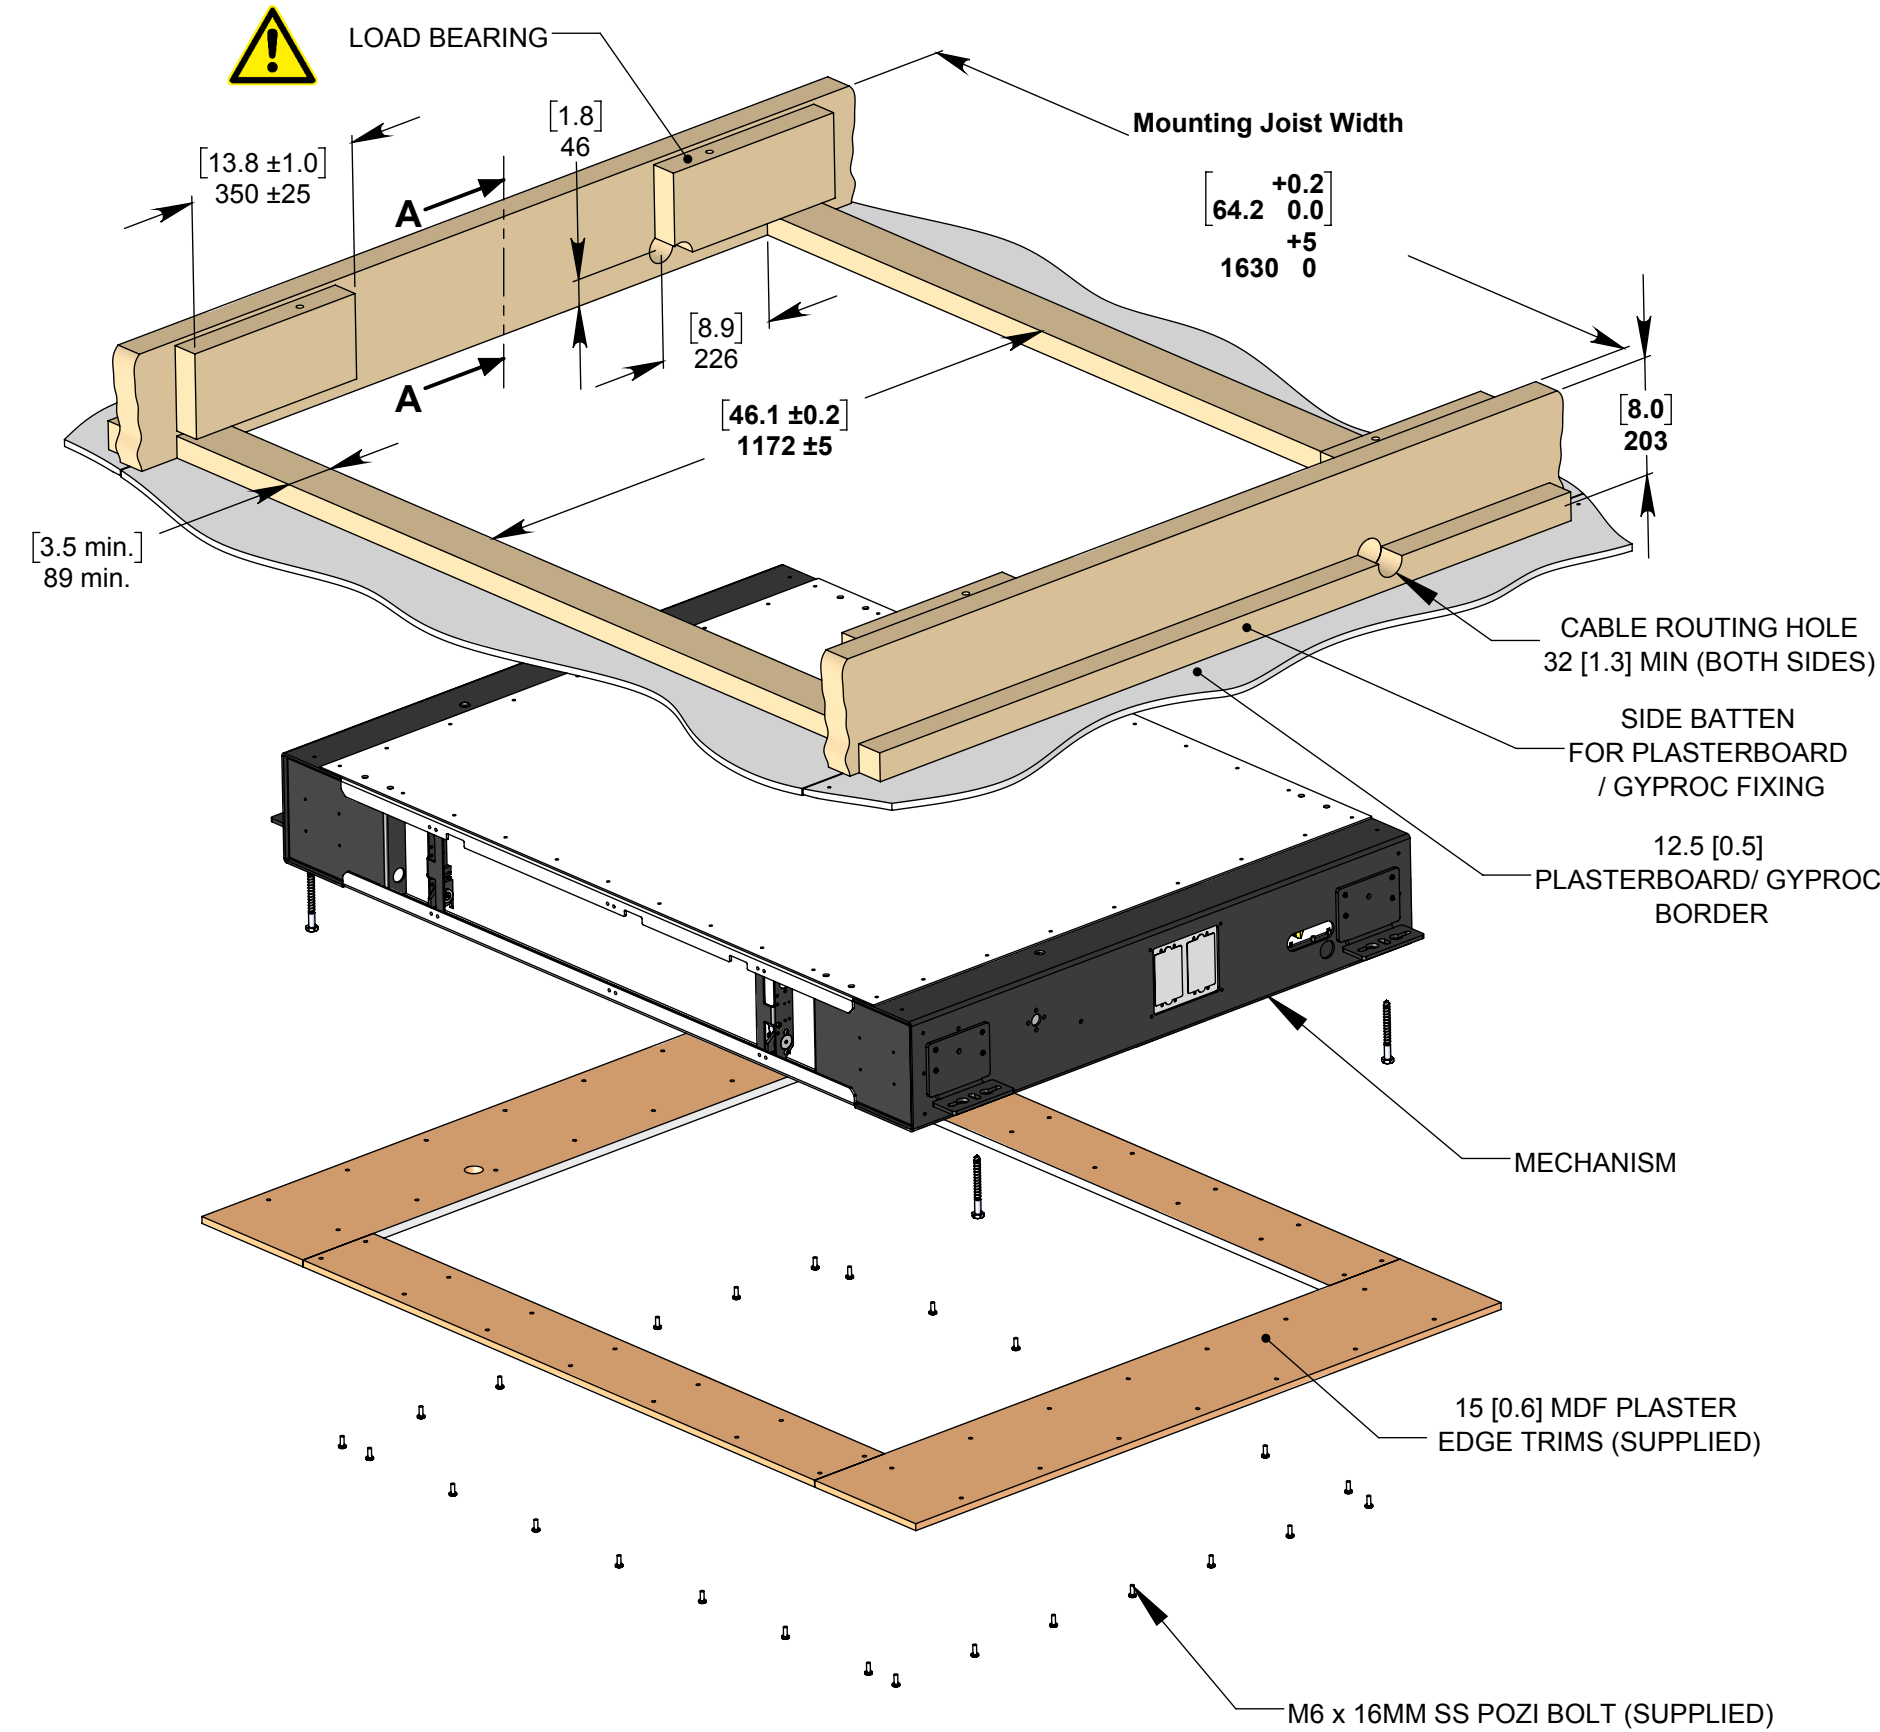 LOAD BEARING
[1.8]
46
Mounting Joist Width
[13.8 ±1.0]
350 ±25
A
[64.2 +0.2 0.0]
1630 +5 0
[8.9]
226
A
[46.1 ±0.2]
1172 ±5
[8.0]
203
[3.5 min.]
89 min.
CABLE ROUTING HOLE
32 [1.3] MIN (BOTH SIDES)
SIDE BATTEN
FOR PLASTERBOARD
/ GYPROC FIXING
12.5 [0.5]
PLASTERBOARD/ GYPROC
BORDER
MECHANISM
15 [0.6] MDF PLASTER
EDGE TRIMS (SUPPLIED)
M6 x 16MM SS POZI BOLT (SUPPLIED)